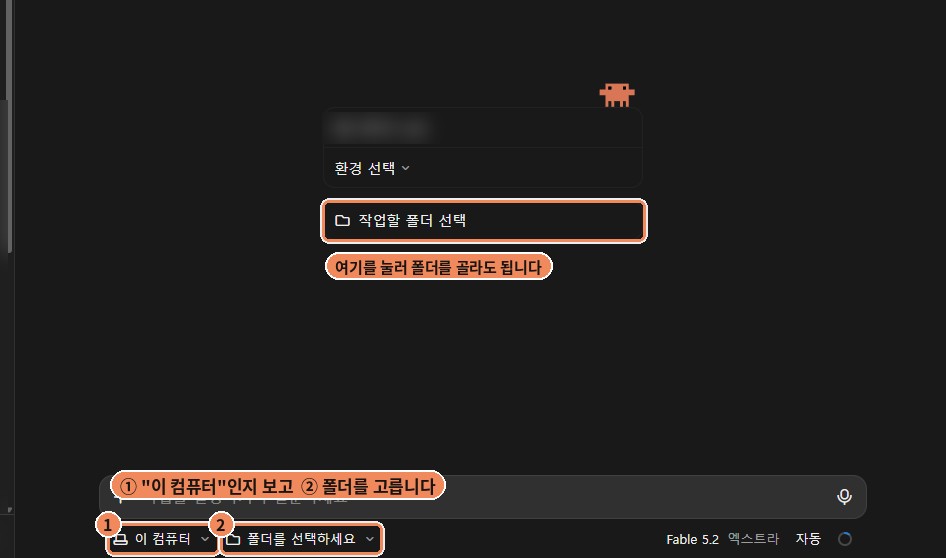 환경 선택
작업할 폴더 선택
여기를 눌러 폴더를 골라도 됩니다
① "이 컴퓨터"인지 보고 ② 폴더를 고릅니다
1 이 컴퓨터 2 폴더를 선택하세요 Fable 5.2 엑스트라 자동